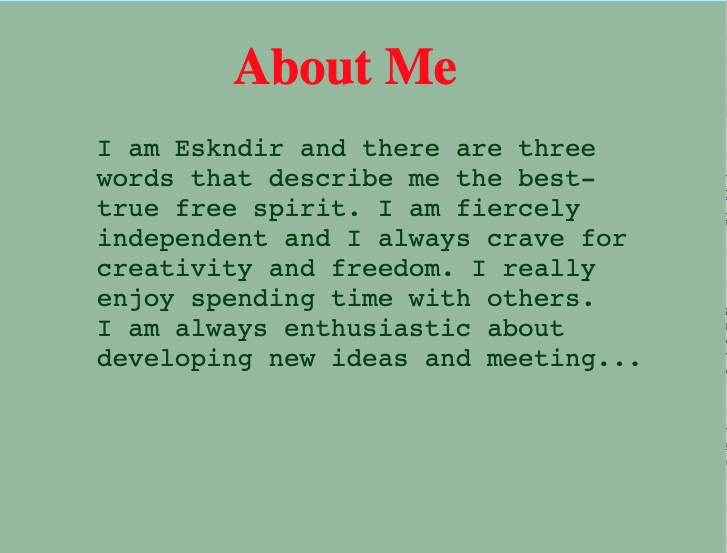 About Me
I am Eskndir and there are three
words that describe me the best-
true free spirit. I am fiercely
independent and I always crave for
creativity and freedom. I really
enjoy spending time with others.
I am always enthusiastic about
developing new ideas and meeting...